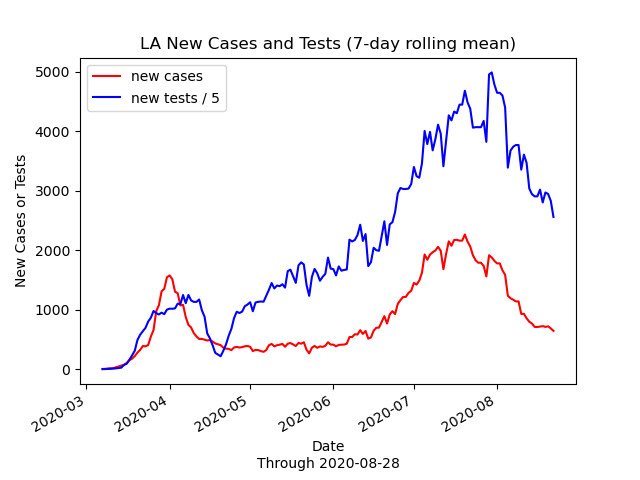 LA New Cases and Tests (7-day rolling mean)
new cases
new tests / 5
New Cases or Tests
5000
4000
3000
2000
1000
0
2020-03
2020-04
2020-05
2020-06
2020-07
2020-08
Date
Through 2020-08-28